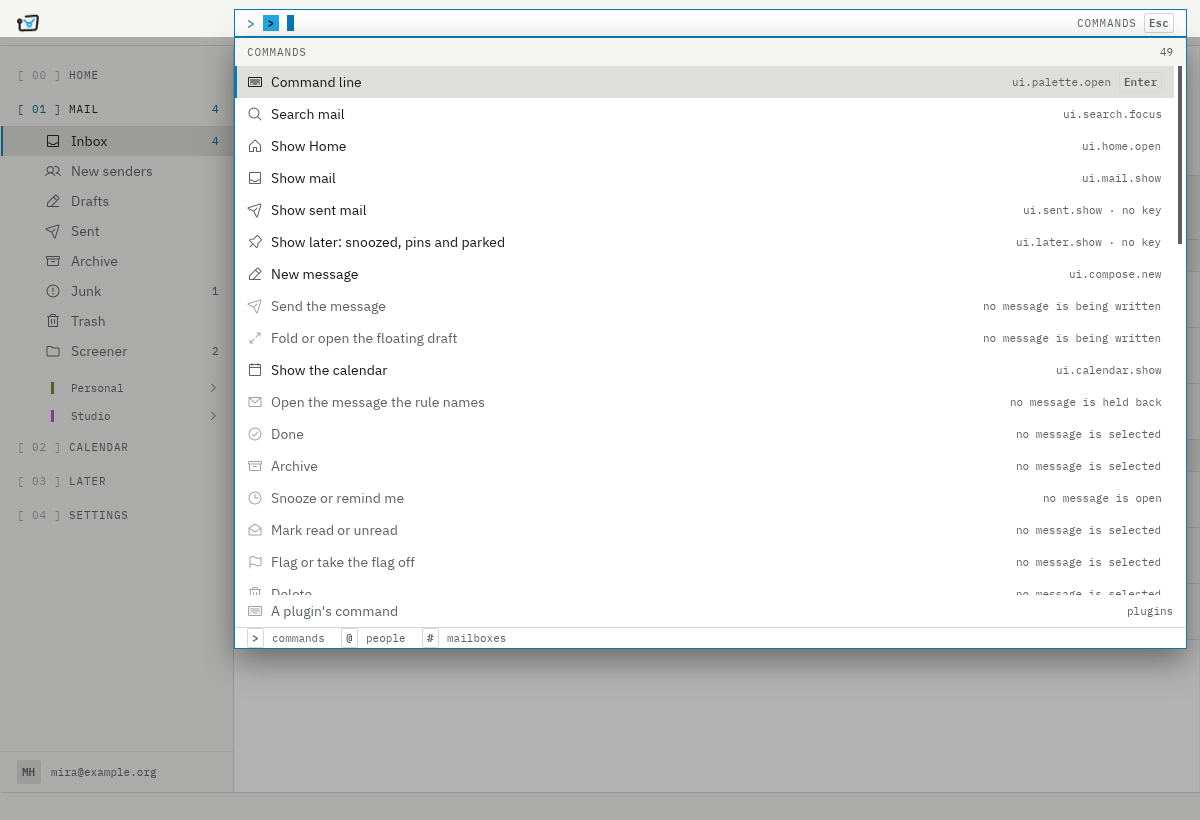 > > COMMANDS Esc
COMMANDS 49
[ 00 ] HOME
[ 01 ] MAIL 4
Inbox 4
New senders
Drafts
Sent
Archive
Junk 1
Trash
Screener 2
Personal
Studio
[ 02 ] CALENDAR
[ 03 ] LATER
[ 04 ] SETTINGS
MH mira@example.org
Command line ui.palette.open Enter
Search mail ui.search.focus
Show Home ui.home.open
Show mail ui.mail.show
Show sent mail ui.sent.show · no key
Show later: snoozed, pins and parked ui.later.show · no key
New message ui.compose.new
Send the message no message is being written
Fold or open the floating draft no message is being written
Show the calendar ui.calendar.show
Open the message the rule names no message is held back
Done no message is selected
Archive no message is selected
Snooze or remind me no message is open
Mark read or unread no message is selected
Flag or take the flag off no message is selected
Delete no message is selected
A plugin's command plugins
> commands @ people # mailboxes